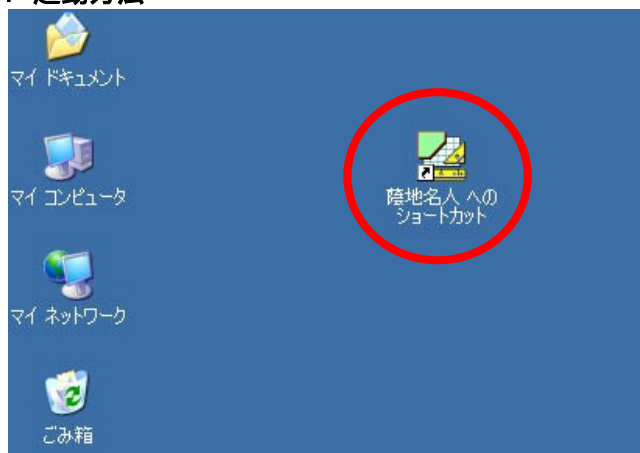 マイ ドキュメント
マイ コンピュータ
蔭地名人 への
ショートカット
マイ ネットワーク
ごみ箱